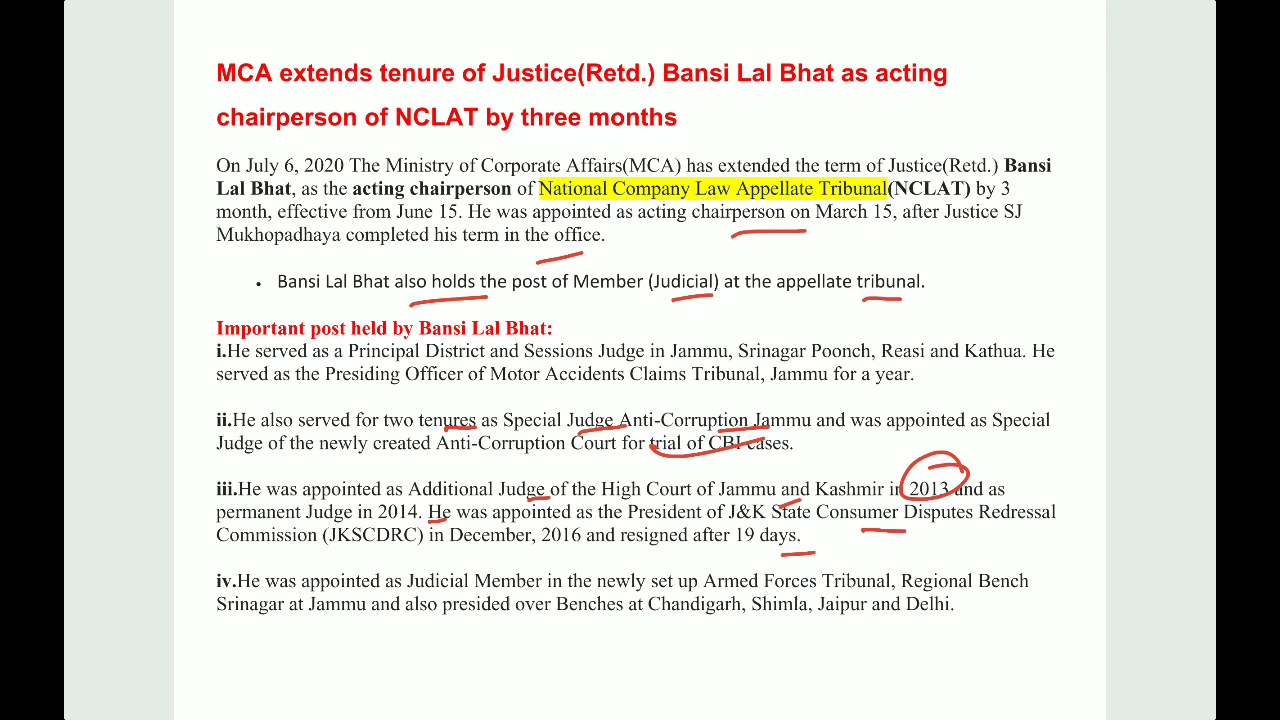 MCA extends tenure of Justice(Retd.) Bansi Lal Bhat as acting
chairperson of NCLAT by three months
On July 6, 2020 The Ministry of Corporate Affairs(MCA) has extended the term of Justice(Retd.) Bansi
Lal Bhat, as the acting chairperson of National Company Law Appellate Tribunal(NCLAT) by 3
month, effective from June 15. He was appointed as acting chairperson on March 15, after Justice SJ
Mukhopadhaya completed his term in the office.
• Bansi Lal Bhat also holds the post of Member (Judicial) at the appellate tribunal.
Important post held by Bansi Lal Bhat:
i.He served as a Principal District and Sessions Judge in Jammu, Srinagar Poonch, Reasi and Kathua. He
served as the Presiding Officer of Motor Accidents Claims Tribunal, Jammu for a year.
ii.He also served for two tenures as Special Judge Anti-Corruption Jammu and was appointed as Special
Judge of the newly created Anti-Corruption Court for trial of CBI cases.
iii.He was appointed as Additional Judge of the High Court of Jammu and Kashmir in 2013 and as
permanent Judge in 2014. He was appointed as the President of J&K State Consumer Disputes Redressal
Commission (JKSCDRC) in December, 2016 and resigned after 19 days.
iv.He was appointed as Judicial Member in the newly set up Armed Forces Tribunal, Regional Bench
Srinagar at Jammu and also presided over Benches at Chandigarh, Shimla, Jaipur and Delhi.